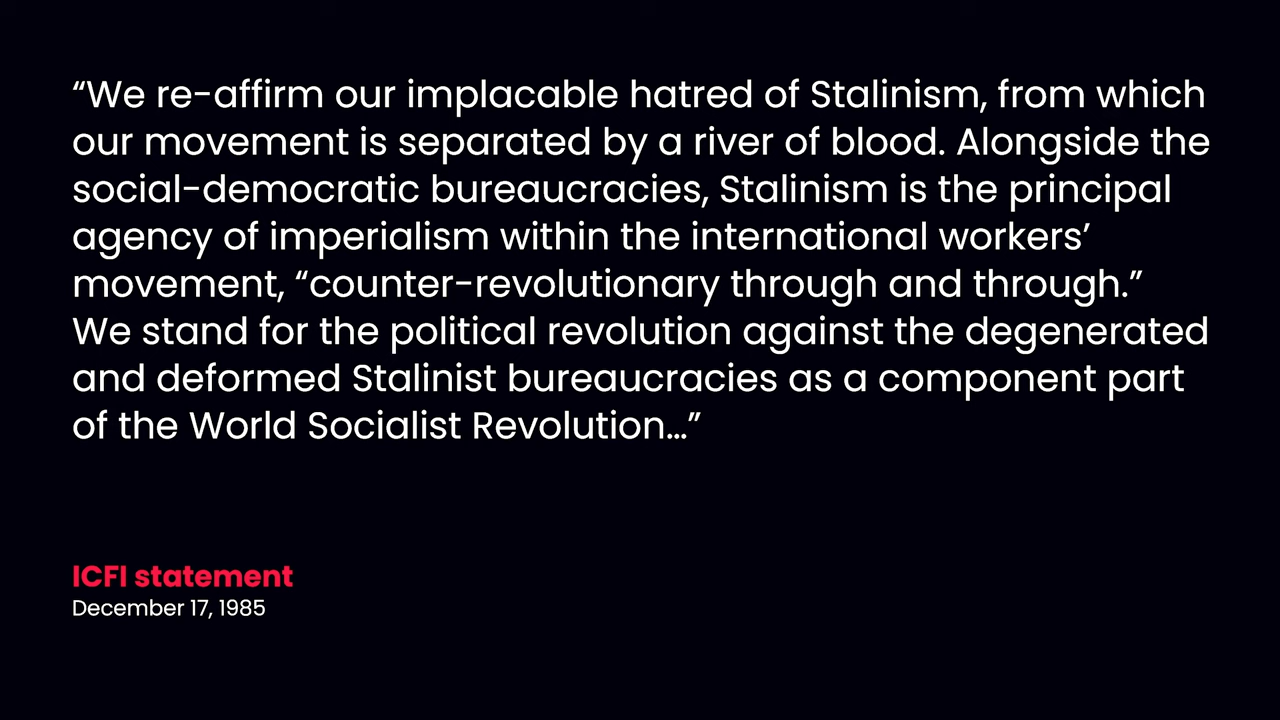 “We re-affirm our implacable hatred of Stalinism, from which
our movement is separated by a river of blood. Alongside the
social-democratic bureaucracies, Stalinism is the principal
agency of imperialism within the international workers’
movement, “counter-revolutionary through and through.”
We stand for the political revolution against the degenerated
and deformed Stalinist bureaucracies as a component part
of the World Socialist Revolution…”
ICFI statement
December 17, 1985